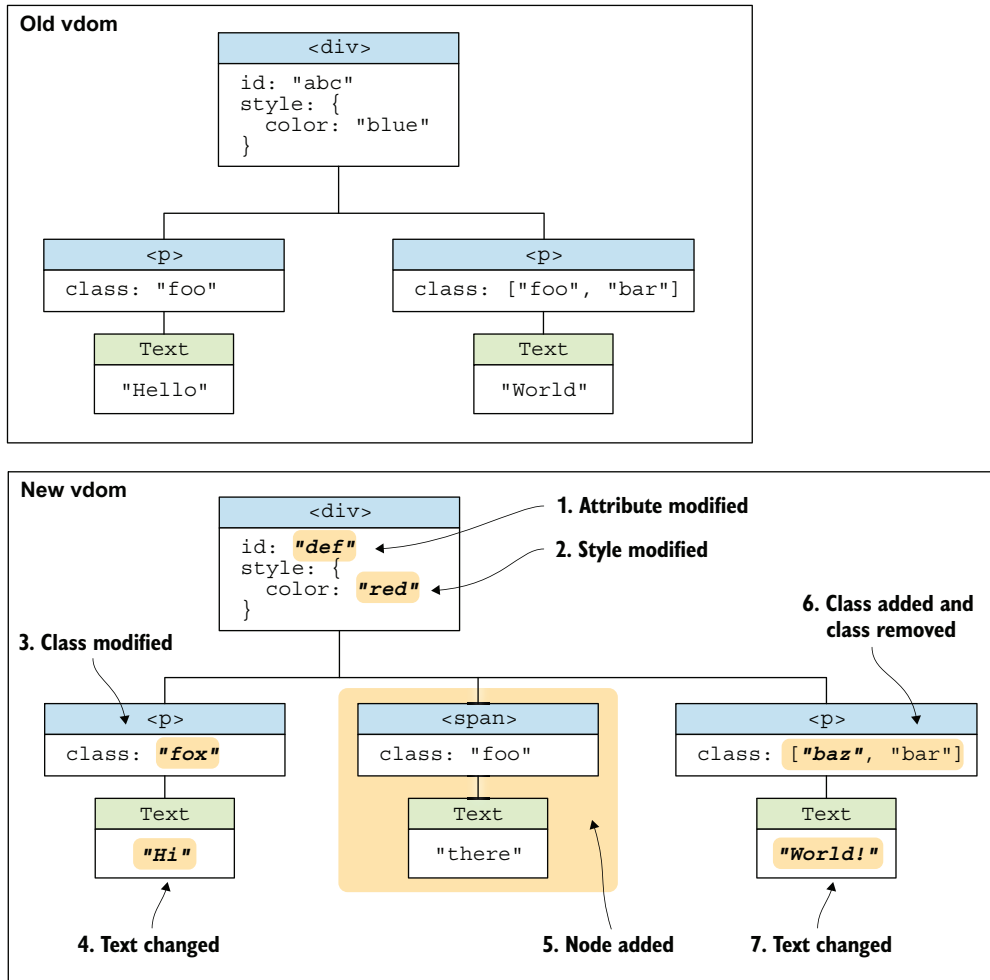 Old vdom
<div>
id: "abc"
style: {
color: "blue"
}
<p>
class: "foo"
Text
"Hello"
<p>
class: ["foo", "bar"]
Text
"World"
New vdom
<div>
id: "def"
style: {
color: "red"
}
1. Attribute modified
2. Style modified
3. Class modified
6. Class added and
class removed
<p>
class: "fox"
Text
"Hi"
4. Text changed
<span>
class: "foo"
Text
"there"
5. Node added
<p>
class: ["baz", "bar"]
Text
"World!"
7. Text changed